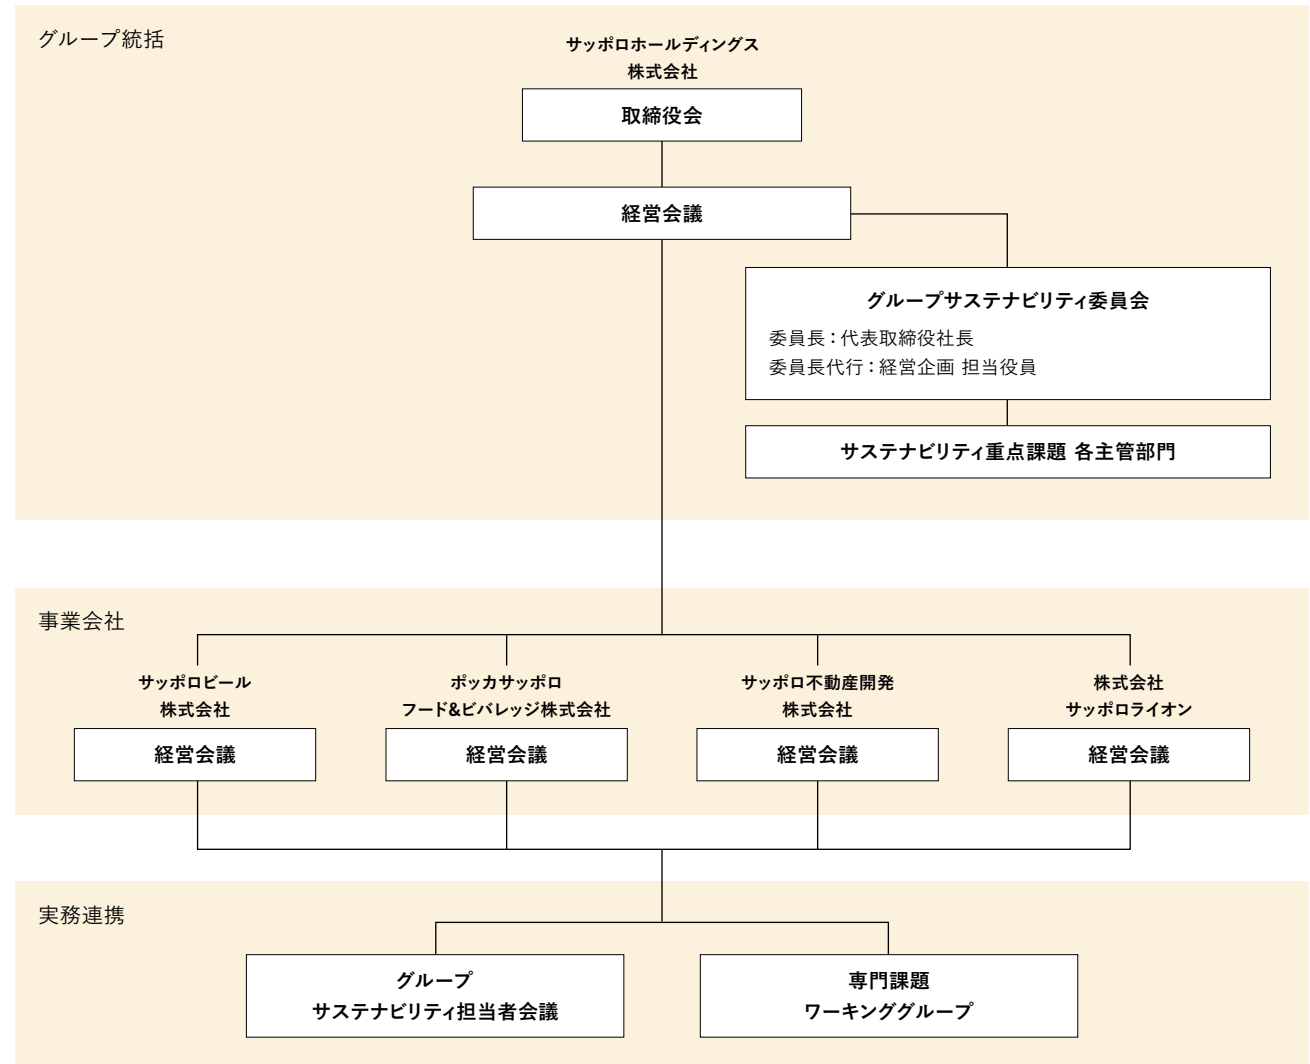 グループ統括
サッポロホールディングス
株式会社
取締役会
経営会議
グループサステナビリティ委員会
委員長：代表取締役社長
委員長代行：経営企画 担当役員
サステナビリティ重点課題 各主管部門
事業会社
サッポロビール
株式会社
経営会議
ポッカサッポロ
フード&ビバレッジ株式会社
経営会議
サッポロ不動産開発
株式会社
経営会議
株式会社
サッポロライオン
経営会議
実務連携
グループ
サステナビリティ担当者会議
専門課題
ワーキンググループ